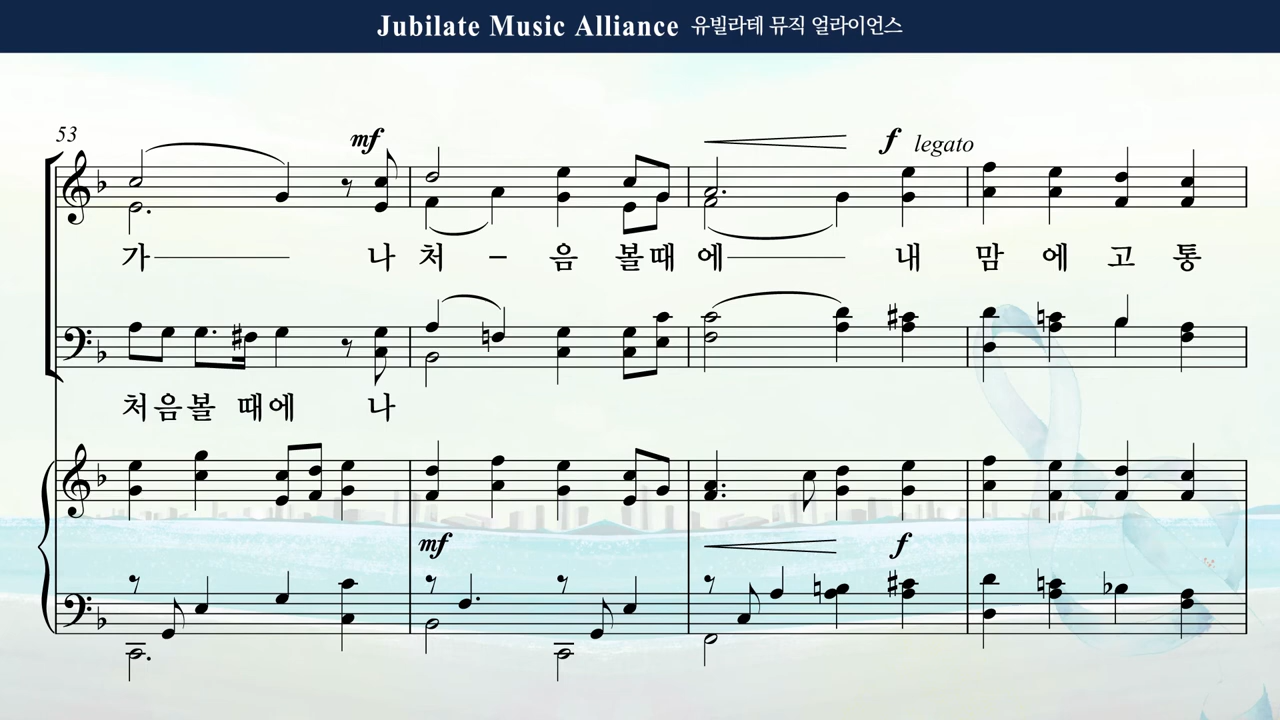 Jubilate Music Alliance 유빌라테 뮤직 얼라이언스
53
mf
f legato
가 나 처 - 음 볼 때 에 내 맘 에 고 통
처 음 볼 때 에 나
mf
f